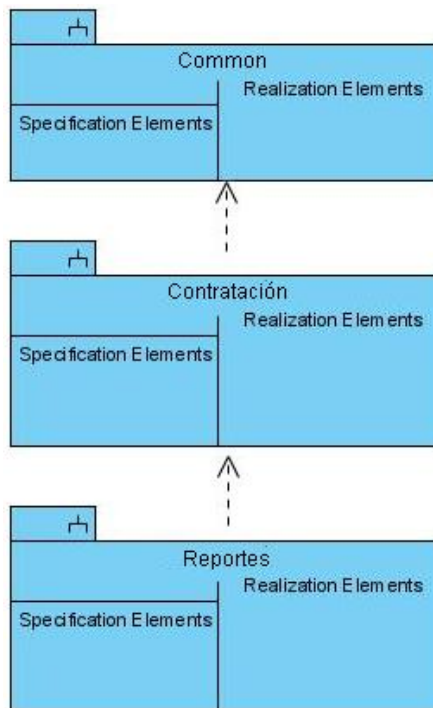 Common
Realization Elements
Specification Elements
Contratación
Realization Elements
Specification Elements
Reportes
Realization Elements
Specification Elements